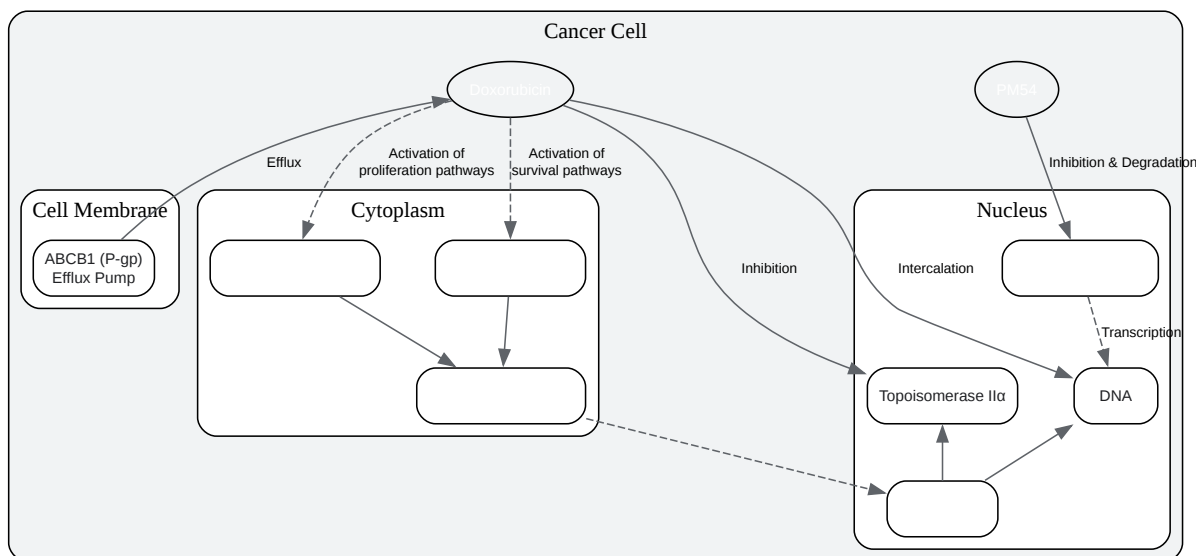 Cancer Cell
Doxorubicin
PM54
Efflux
Activation of
proliferation pathways
Activation of
survival pathways
Inhibition & Degradation
Cell Membrane
Cytoplasm
Nucleus
ABCB1 (P-gp)
Efflux Pump
Inhibition
Intercalation
Transcription
Topoisomerase IIα
DNA